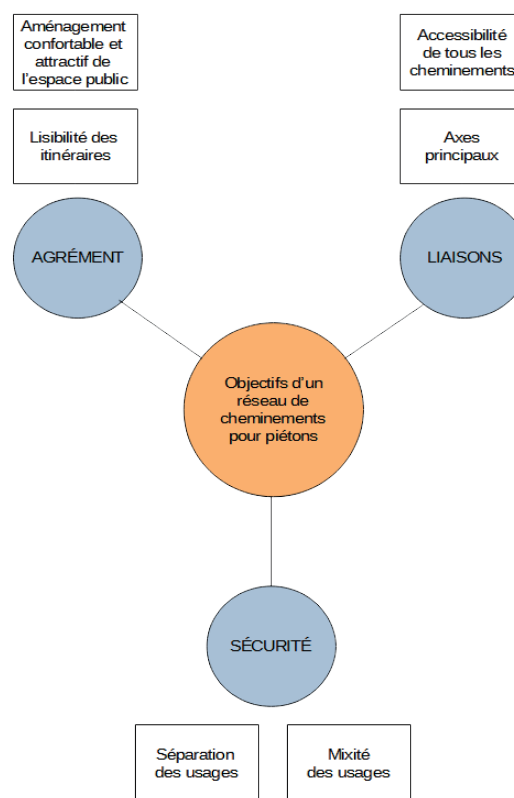 Aménagement
confortable et
attractif de
l'espace public
Accessibilité
de tous les
cheminements
Lisibilité des
itinéraires
Axes
principaux
AGRÉMENT
LIAISONS
Objectifs d'un
réseau de
cheminements
pour piétons
SÉCURITÉ
Séparation
des usages
Mixité
des usages